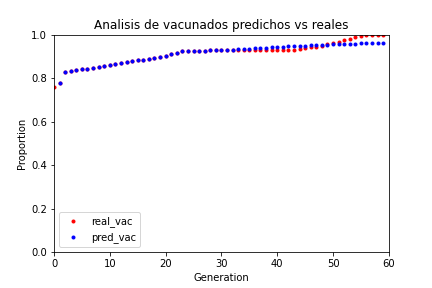 Analisis de vacunados predichos vs reales
1.0
0.8
0.6
0.4
0.2
0.0
Proportion
real_vac
pred_vac
0 10 20 30 40 50 60
Generation